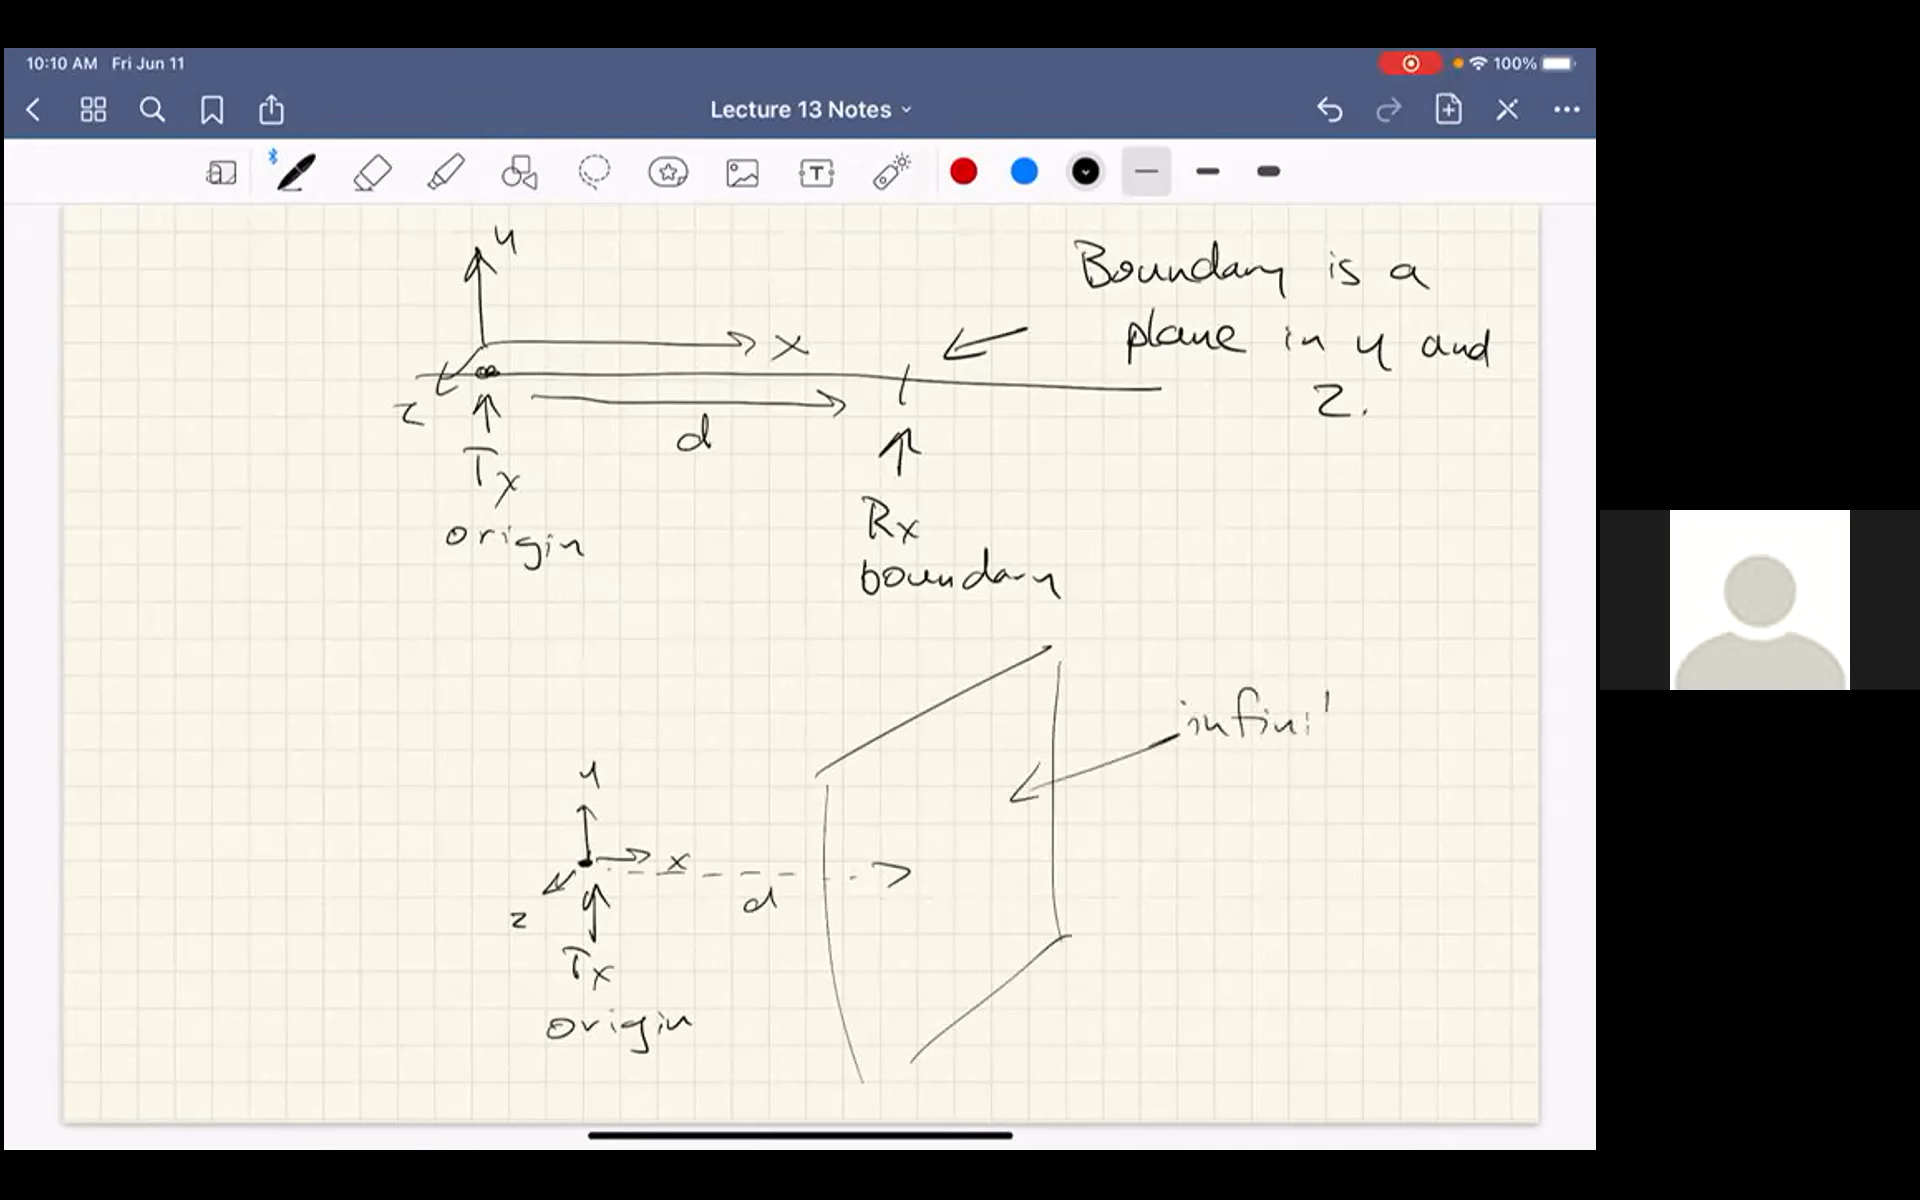 10:10 AM Fri Jun 11
100%
Lecture 13 Notes
T
y
Boundary is a
plane in y and
z.
x
z
d
Tx
origin
Rx
boundary
infini
y
x
d
z
Tx
origin